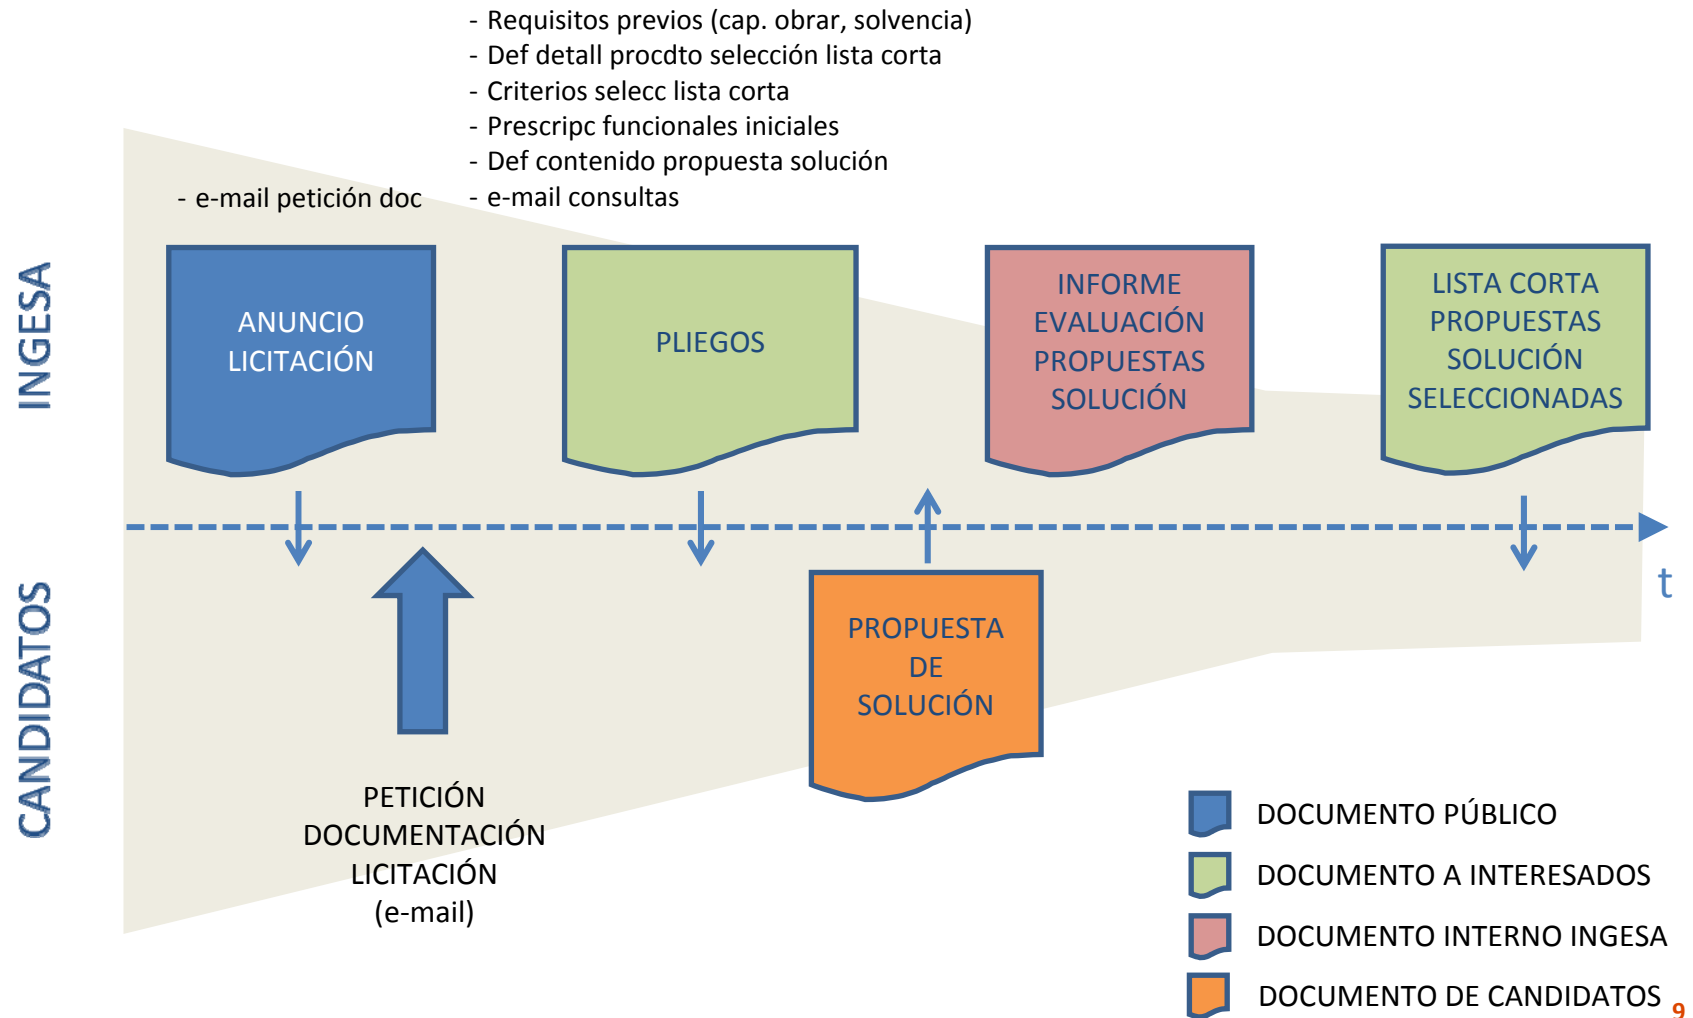 - Requisitos previos (cap. obrar, solvencia)
- Def detall procdto selección lista corta
- Criterios selecc lista corta
- Prescripc funcionales iniciales
- Def contenido propuesta solución
- e-mail consultas
- e-mail petición doc
INGESA
ANUNCIO
LICITACIÓN
PLIEGOS
INFORME
EVALUACIÓN
PROPUESTAS
SOLUCIÓN
LISTA CORTA
PROPUESTAS
SOLUCIÓN
SELECCIONADAS
t
CANDIDATOS
PETICIÓN
DOCUMENTACIÓN
LICITACIÓN
(e-mail)
PROPUESTA
DE
SOLUCIÓN
DOCUMENTO PÚBLICO
DOCUMENTO A INTERESADOS
DOCUMENTO INTERNO INGESA
DOCUMENTO DE CANDIDATOS
9